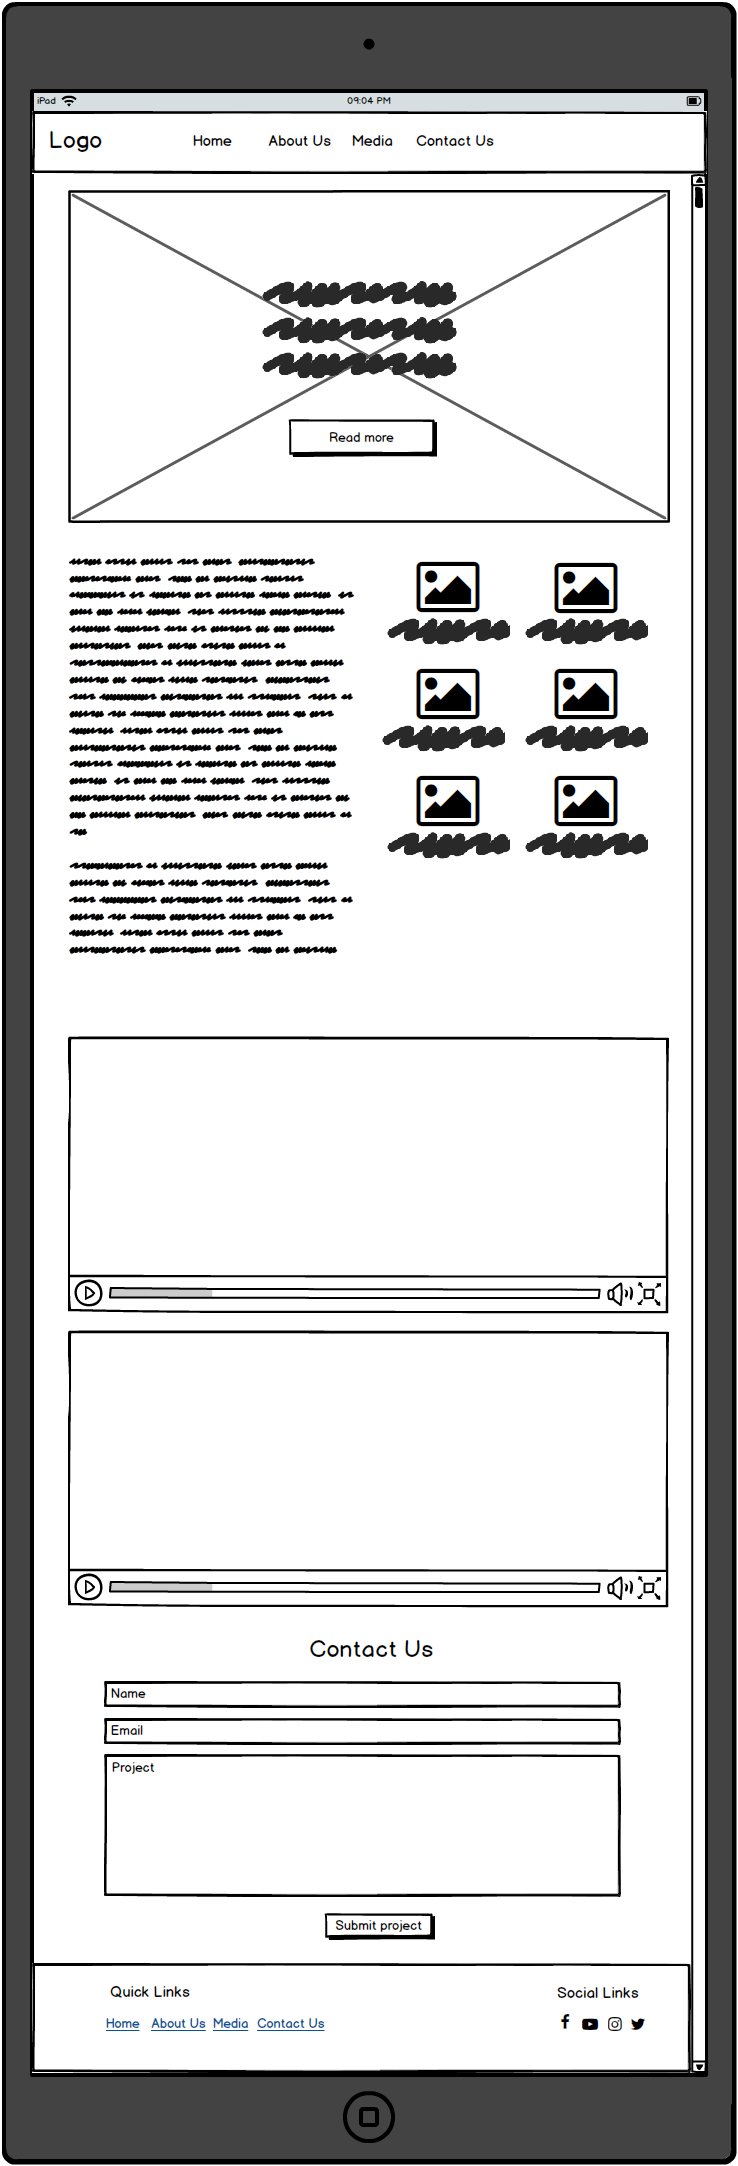 iPad 09:04 PM
Logo Home About Us Media Contact Us
Read more
Contact Us
Name
Email
Project
Submit project
Quick Links Social Links
Home About Us Media Contact Us